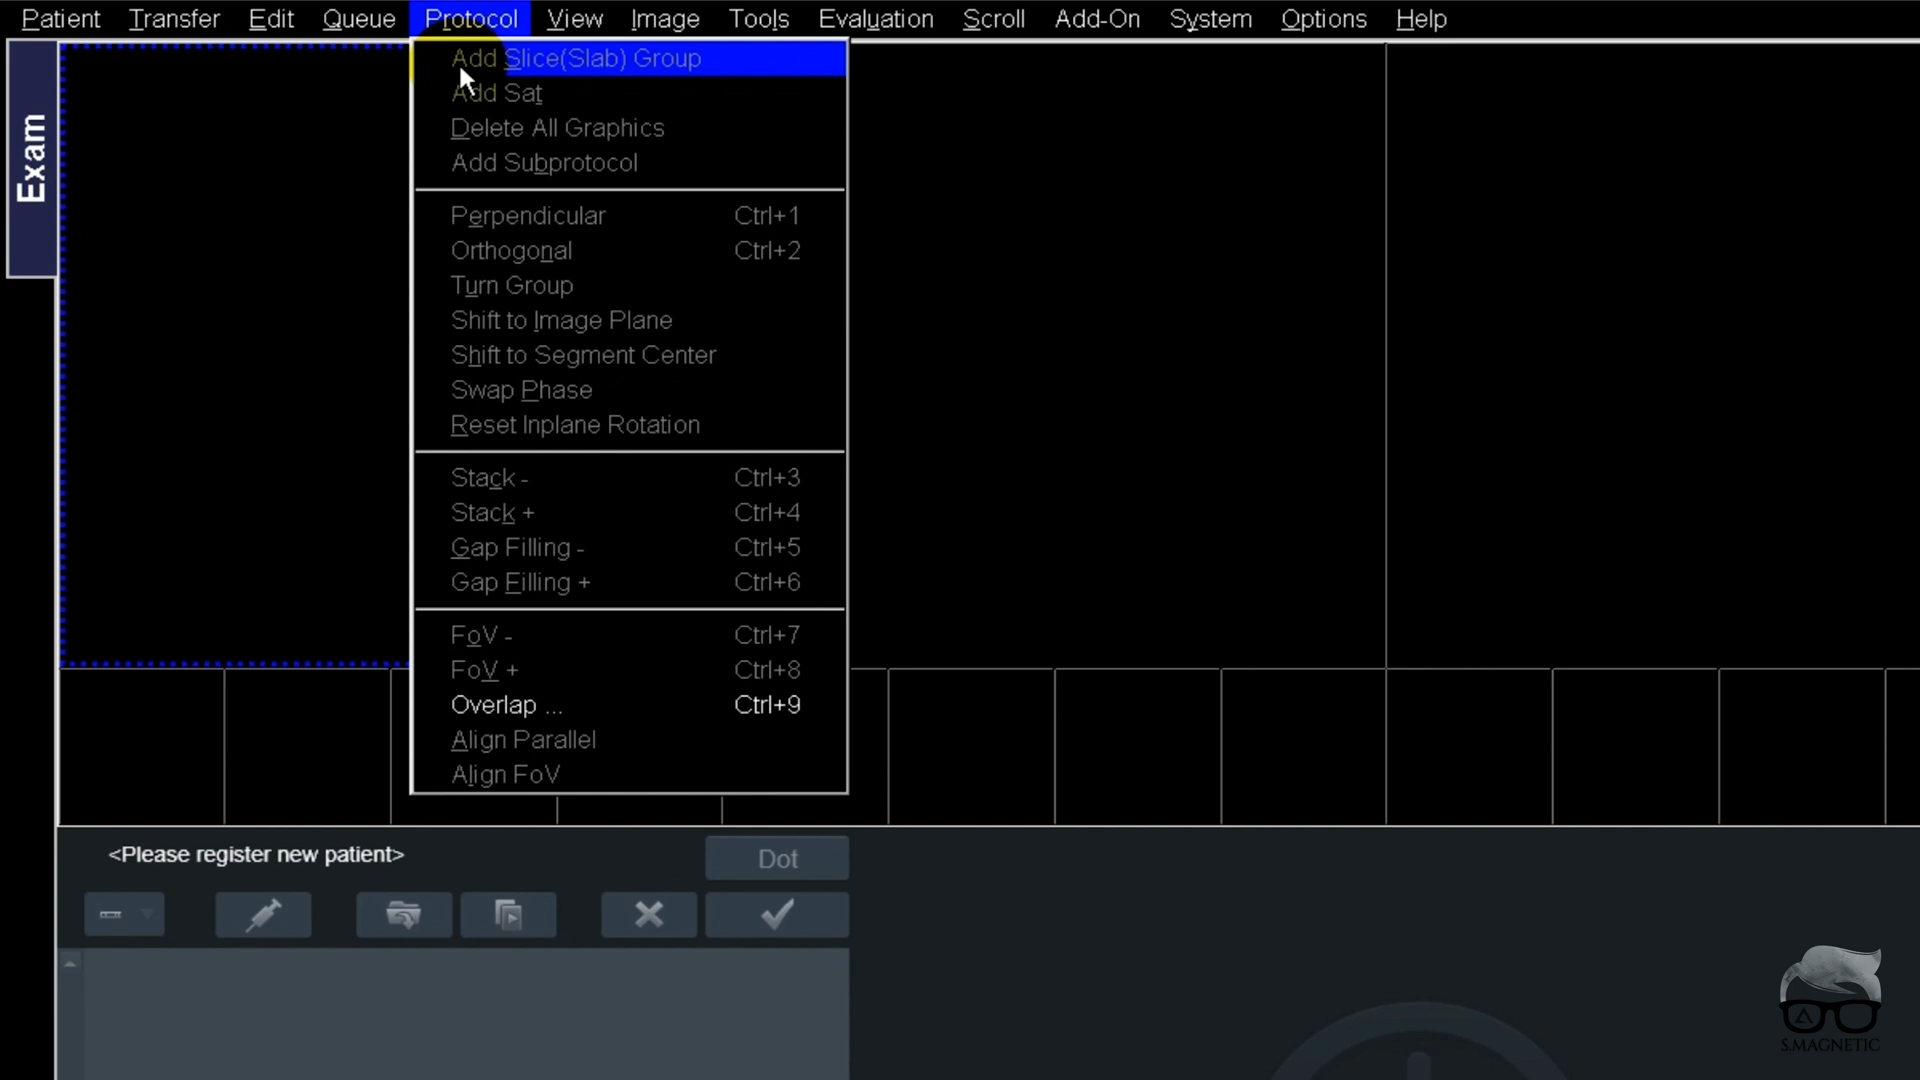 Patient Transfer Edit Queue Protocol View Image Tools Evaluation Scroll Add-On System Options Help
Exam
Add Slice(Slab) Group
Add Sat
Delete All Graphics
Add Subprotocol
Perpendicular Ctrl+1
Orthogonal Ctrl+2
Turn Group
Shift to Image Plane
Shift to Segment Center
Swap Phase
Reset Inplane Rotation
Stack - Ctrl+3
Stack + Ctrl+4
Gap Filling - Ctrl+5
Gap Filling + Ctrl+6
FoV - Ctrl+7
FoV + Ctrl+8
Overlap ... Ctrl+9
Align Parallel
Align FoV
<Please register new patient>
Dot
S.MAGNETIC